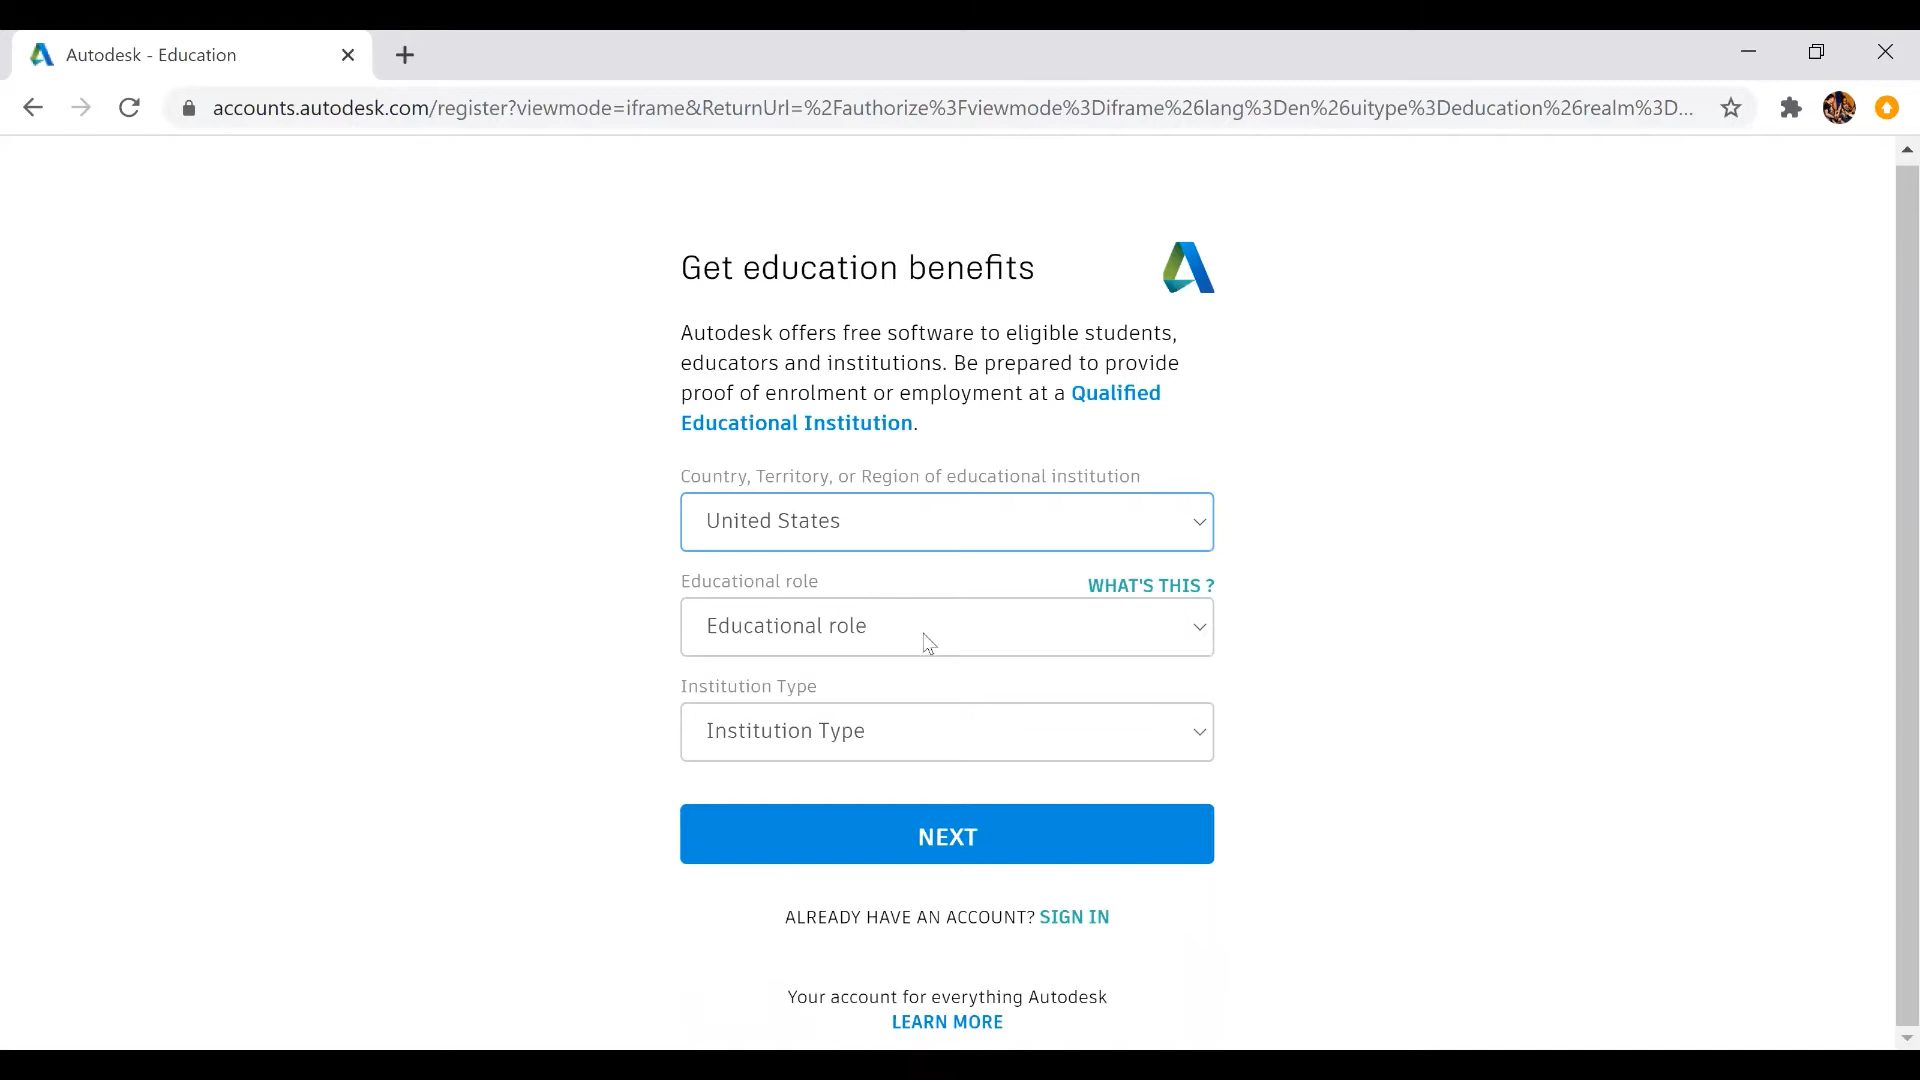 Autodesk - Education
accounts.autodesk.com/register?viewmode=iframe&ReturnUrl=%2Fauthorize%3Fviewmode%3Diframe%26lang%3Den%26uitype%3Deducation%26realm%3D...
Get education benefits
Autodesk offers free software to eligible students,
educators and institutions. Be prepared to provide
proof of enrolment or employment at a Qualified
Educational Institution.
Country, Territory, or Region of educational institution
United States
Educational role
WHAT'S THIS ?
Educational role
Institution Type
Institution Type
NEXT
ALREADY HAVE AN ACCOUNT? SIGN IN
Your account for everything Autodesk
LEARN MORE